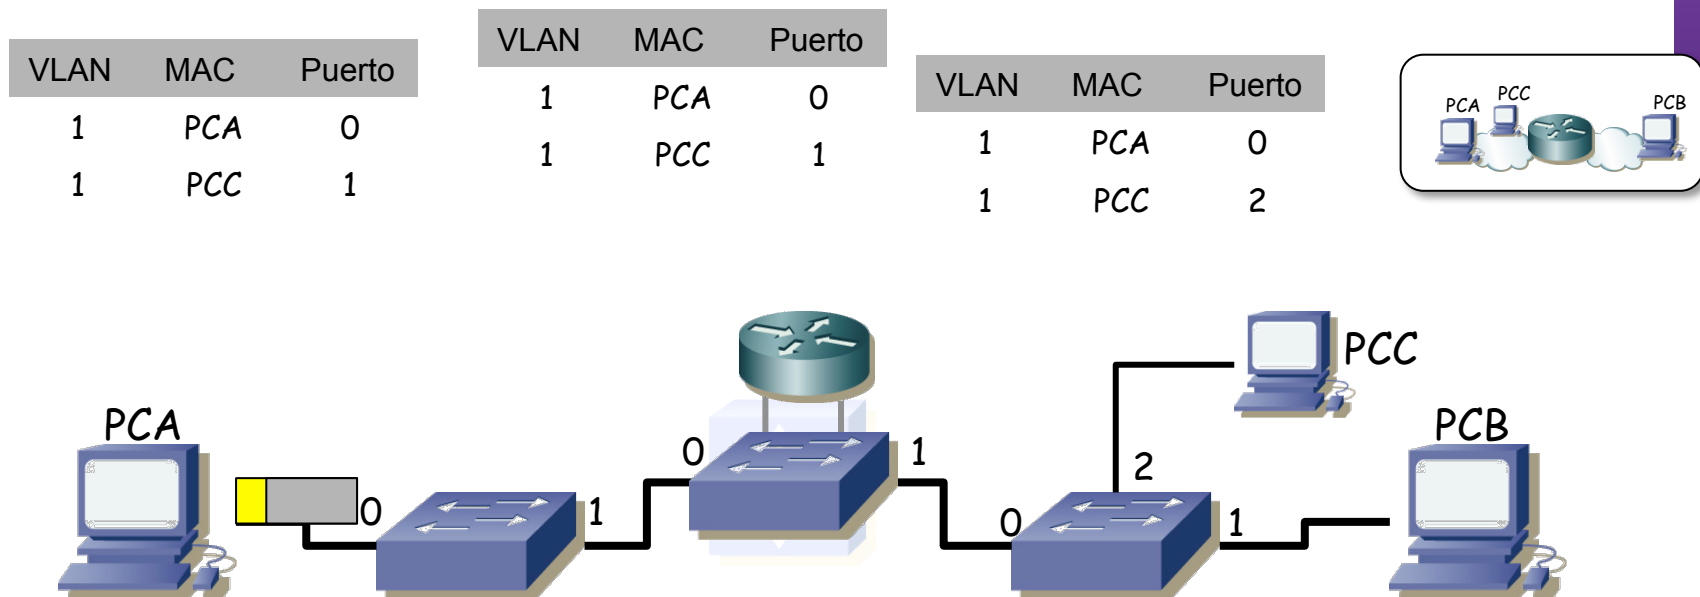 VLAN MAC Puerto
1 PCA 0
1 PCC 1
VLAN MAC Puerto
1 PCA 0
1 PCC 1
VLAN MAC Puerto
1 PCA 0
1 PCC 2
PCA PCC PCB
PCA
0
1
0
1
0
2
1
PCC
PCB